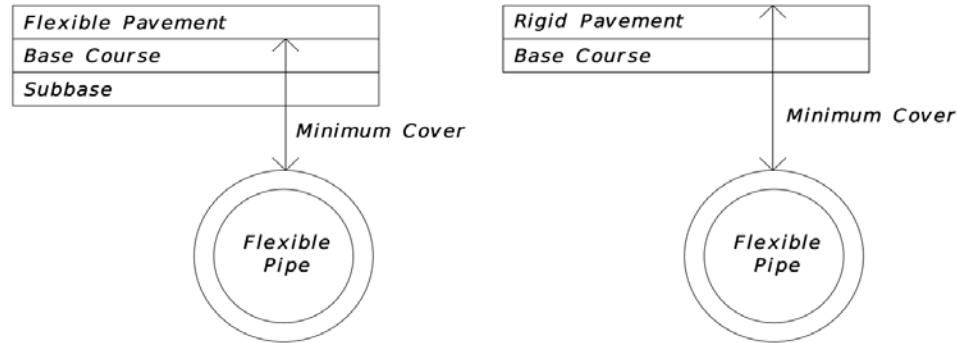 Flexible Pavement
Base Course
Subbase
Minimum Cover
Flexible
Pipe
Rigid Pavement
Base Course
Minimum Cover
Flexible
Pipe